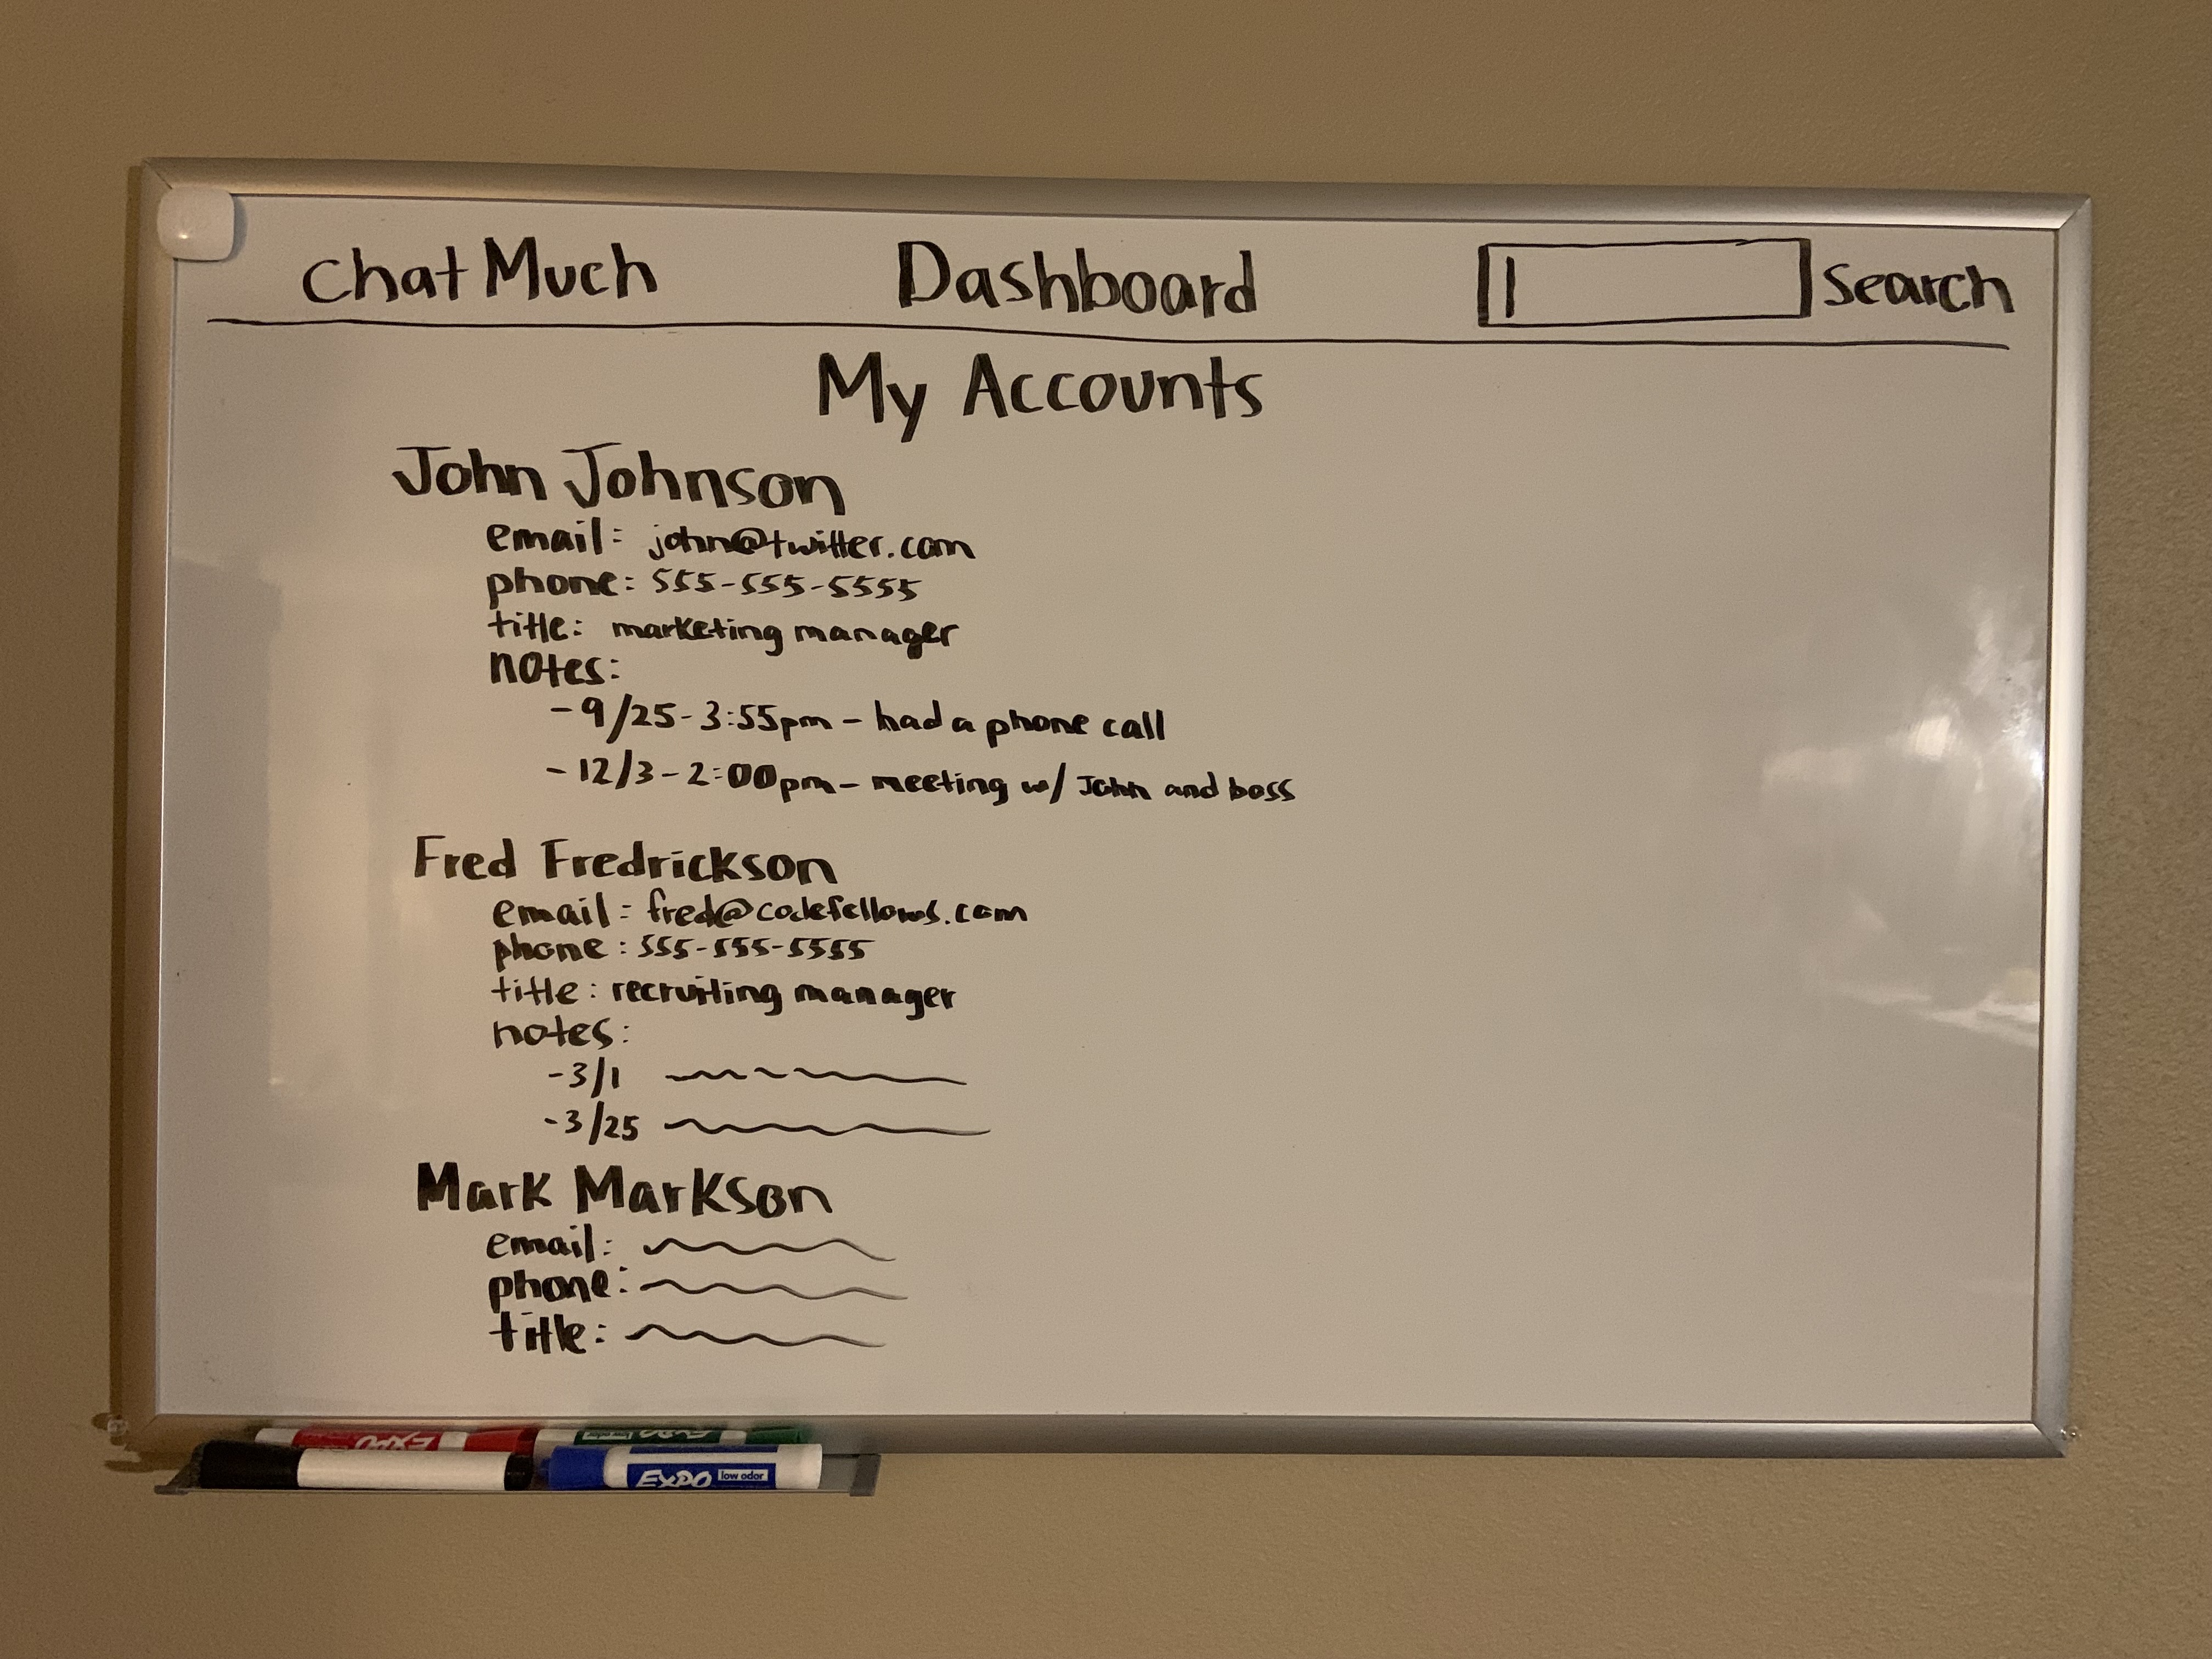 Chat Much Dashboard Search
My Accounts
John Johnson
email: john@twitter.com
phone: 555-555-5555
title: marketing manager
notes:
- 9/25 - 3:55pm - had a phone call
- 12/3 - 2:00pm - meeting w/ John and boss
Fred Fredrickson
email: fred@codefellows.com
phone: 555-555-5555
title: recruiting manager
notes:
- 3/1
- 3/25
Mark Markson
email:
phone:
title:
EXPO low odor EXPO
EXPO low odor